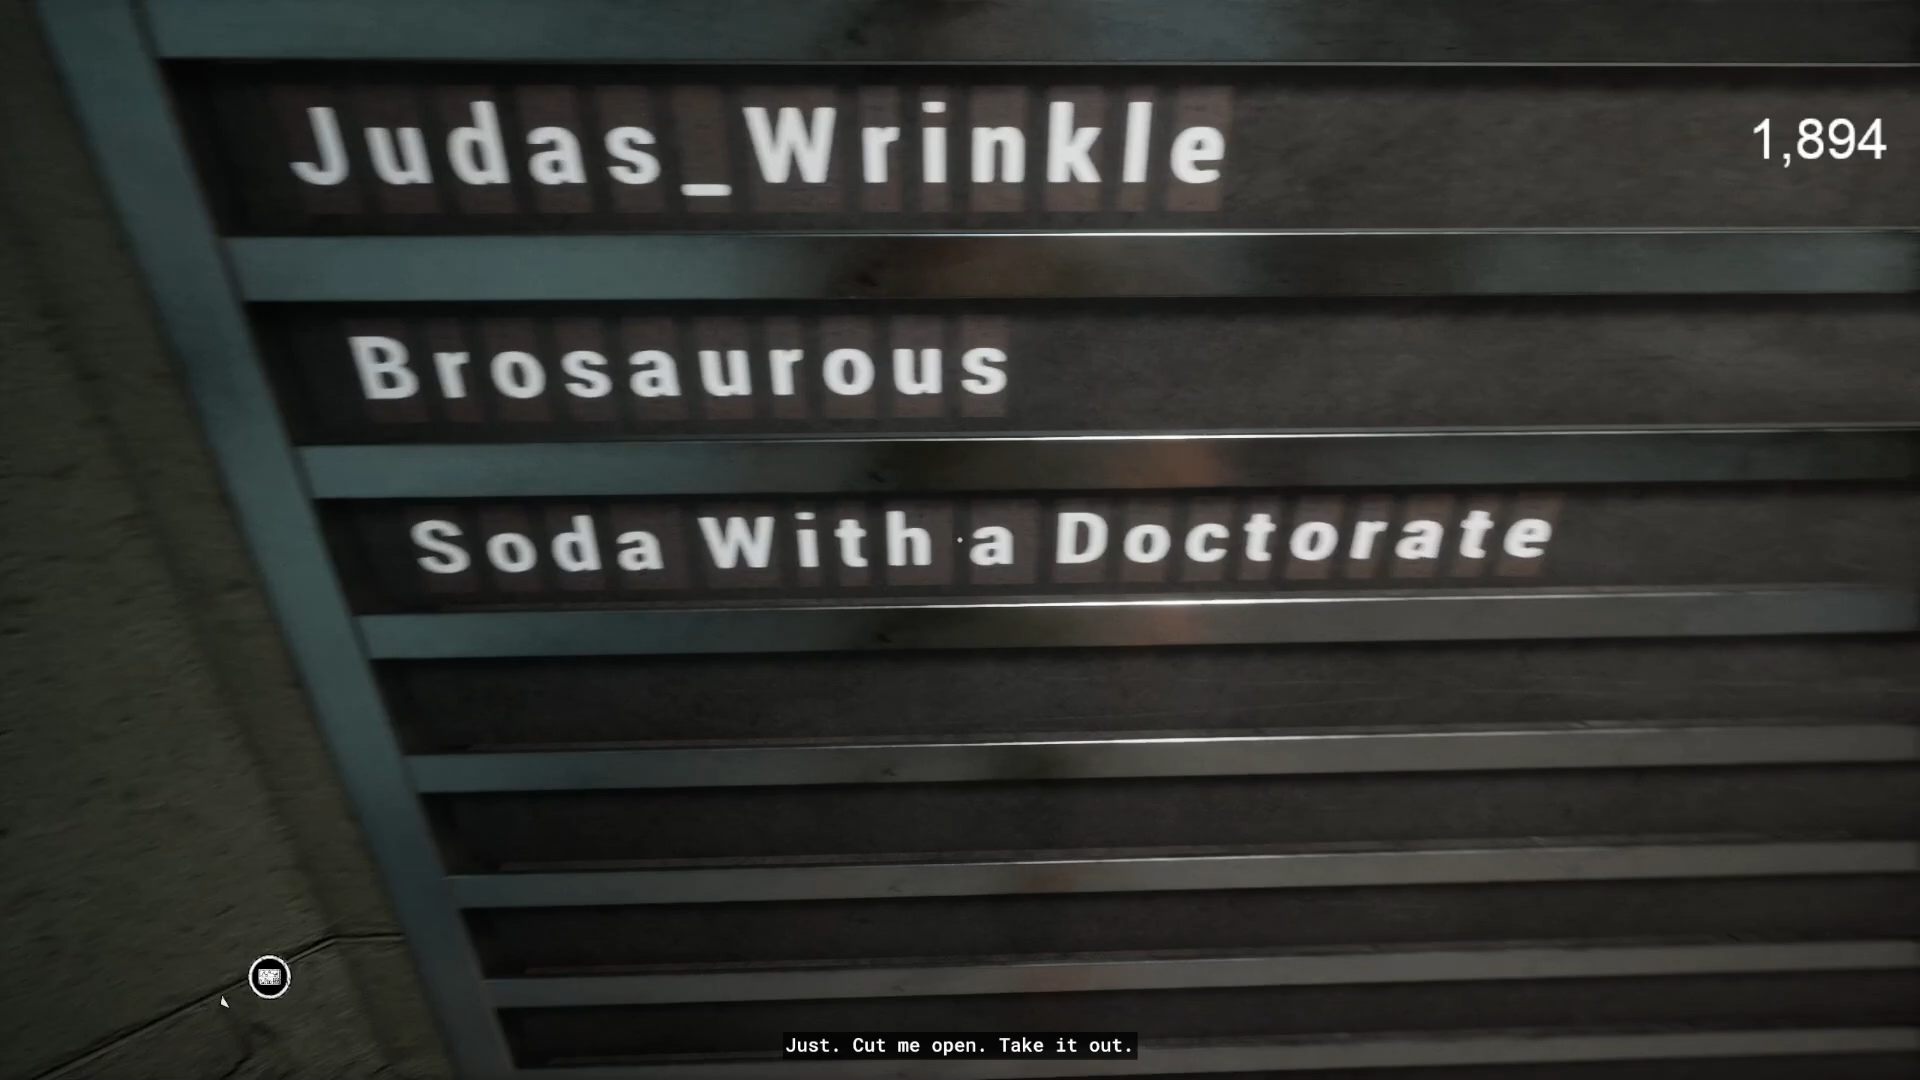 Judas_Wrinkle 1,894
Brosaurous
Soda With a Doctorate
Just. Cut me open. Take it out.